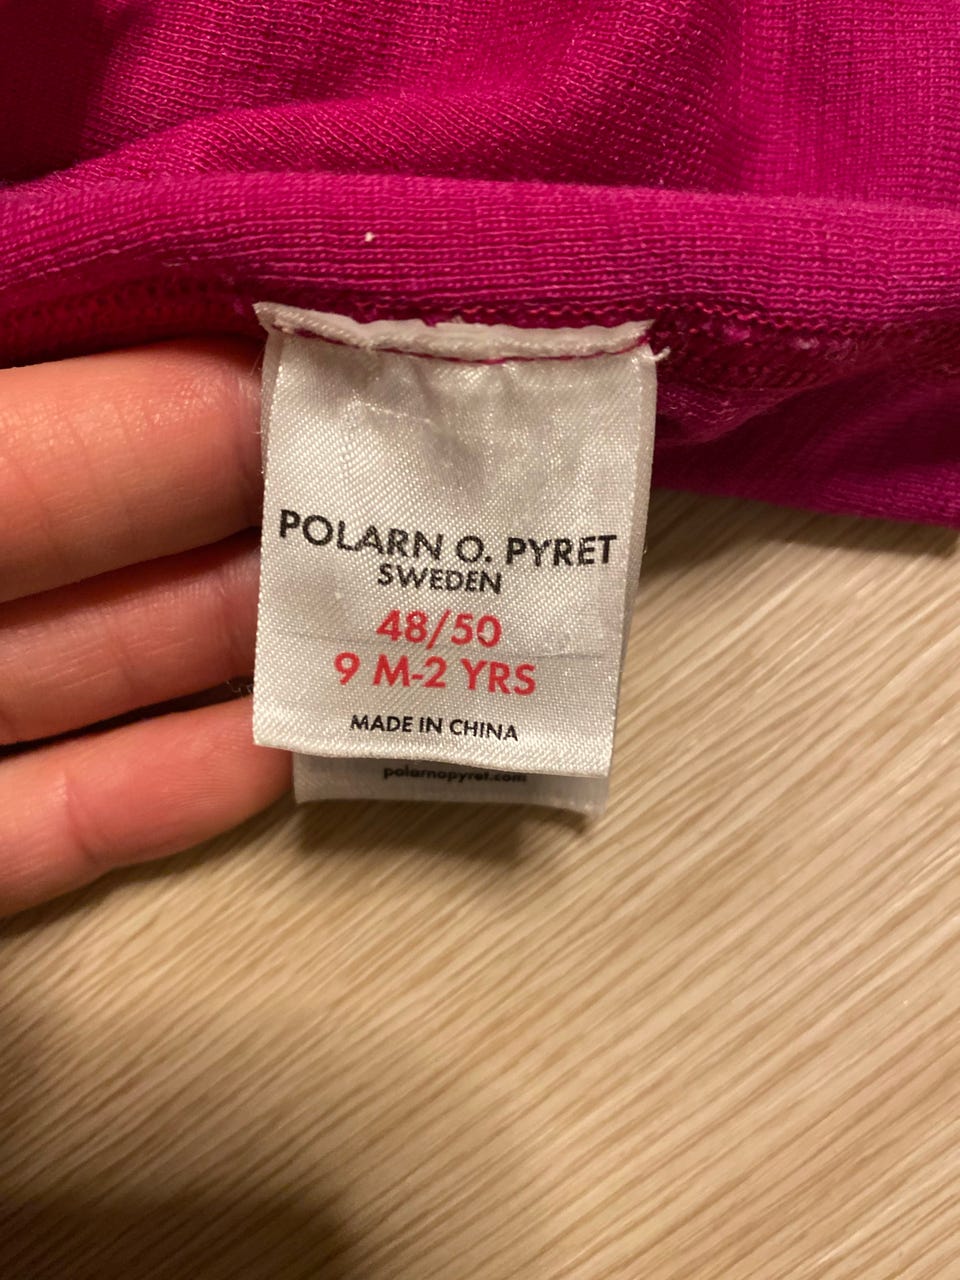 POLARN O. PYRET
SWEDEN
48/50
9 M-2 YRS
MADE IN CHINA
polarnopyret.com